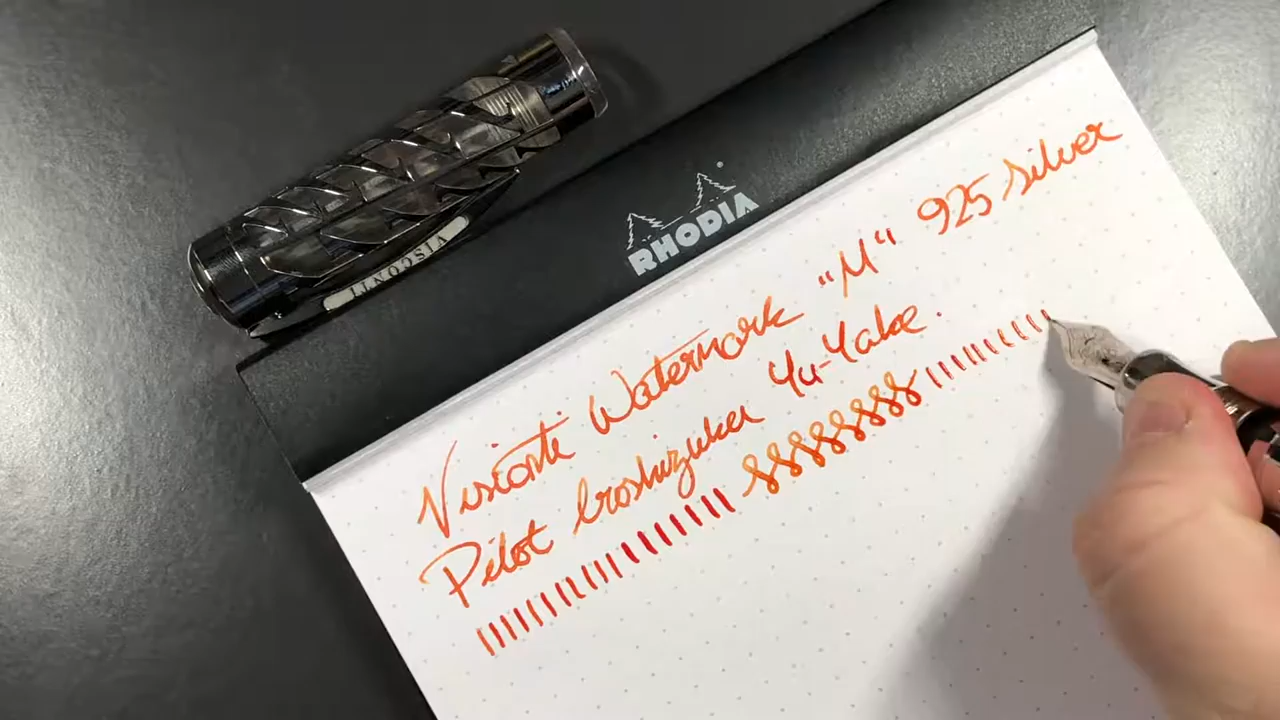 VISCONTI
RHODIA
Visconti Watermark "M" 925 silver
Pilot Iroshizuku Yu-Yake.